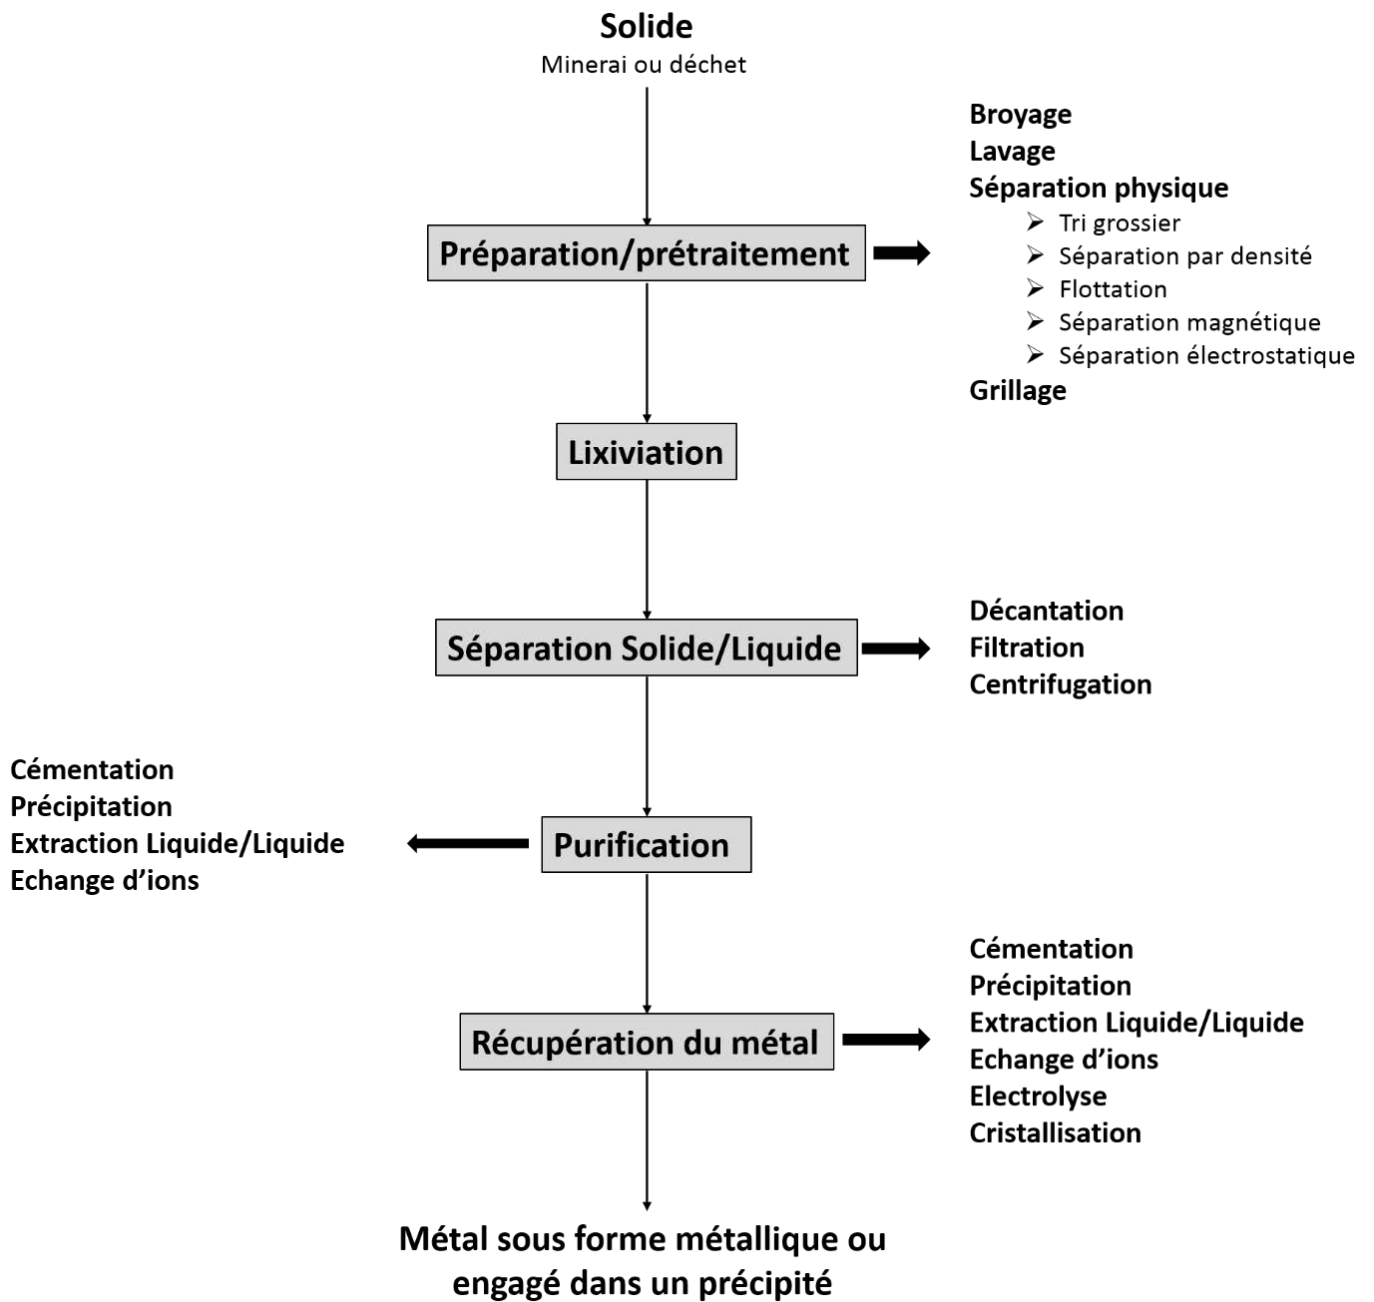 Solide
Minerai ou déchet
Broyage
Lavage
Séparation physique
➢ Tri grossier
➢ Séparation par densité
➢ Flottation
➢ Séparation magnétique
➢ Séparation électrostatique
Grillage
Préparation/prétraitement
Lixiviation
Séparation Solide/Liquide
Décantation
Filtration
Centrifugation
Cémentation
Précipitation
Extraction Liquide/Liquide
Echange d’ions
Purification
Récupération du métal
Cémentation
Précipitation
Extraction Liquide/Liquide
Echange d’ions
Electrolyse
Cristallisation
Métal sous forme métallique ou
engagé dans un précipité